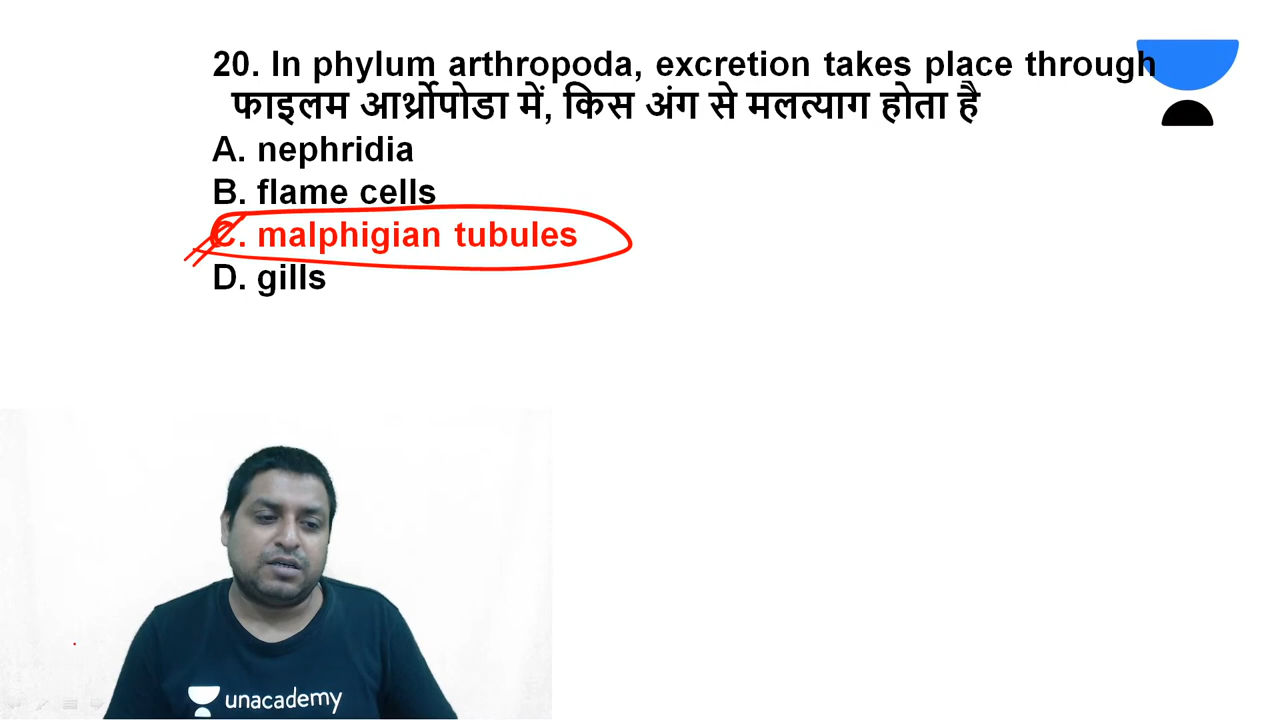 20. In phylum arthropoda, excretion takes place through
फाइलम आर्थ्रोपोडा में, किस अंग से मलत्याग होता है
A. nephridia
B. flame cells
C. malphigian tubules
D. gills
unacademy